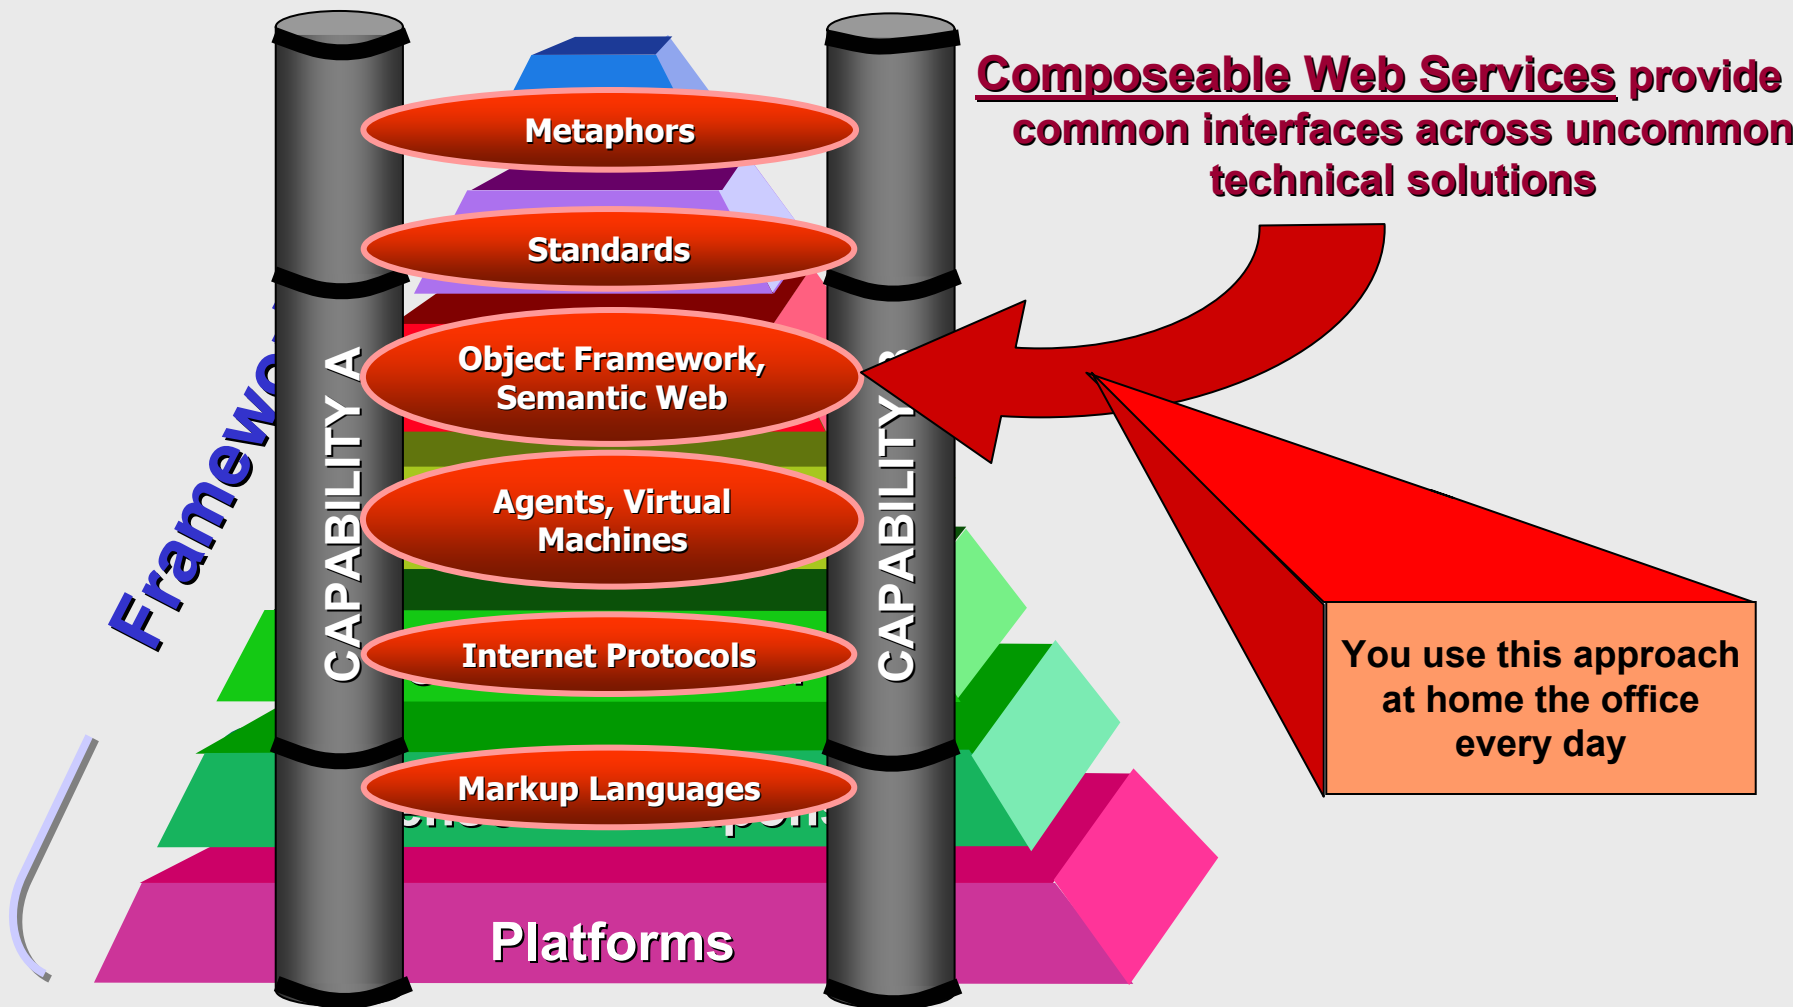 Composeable Web Services provide
common interfaces across uncommon
technical solutions
Metaphors
Standards
Object Framework,
Semantic Web
Agents, Virtual
Machines
Internet Protocols
Markup Languages
Platforms
CAPABILITY A
CAPABILITY
You use this approach
at home the office
every day